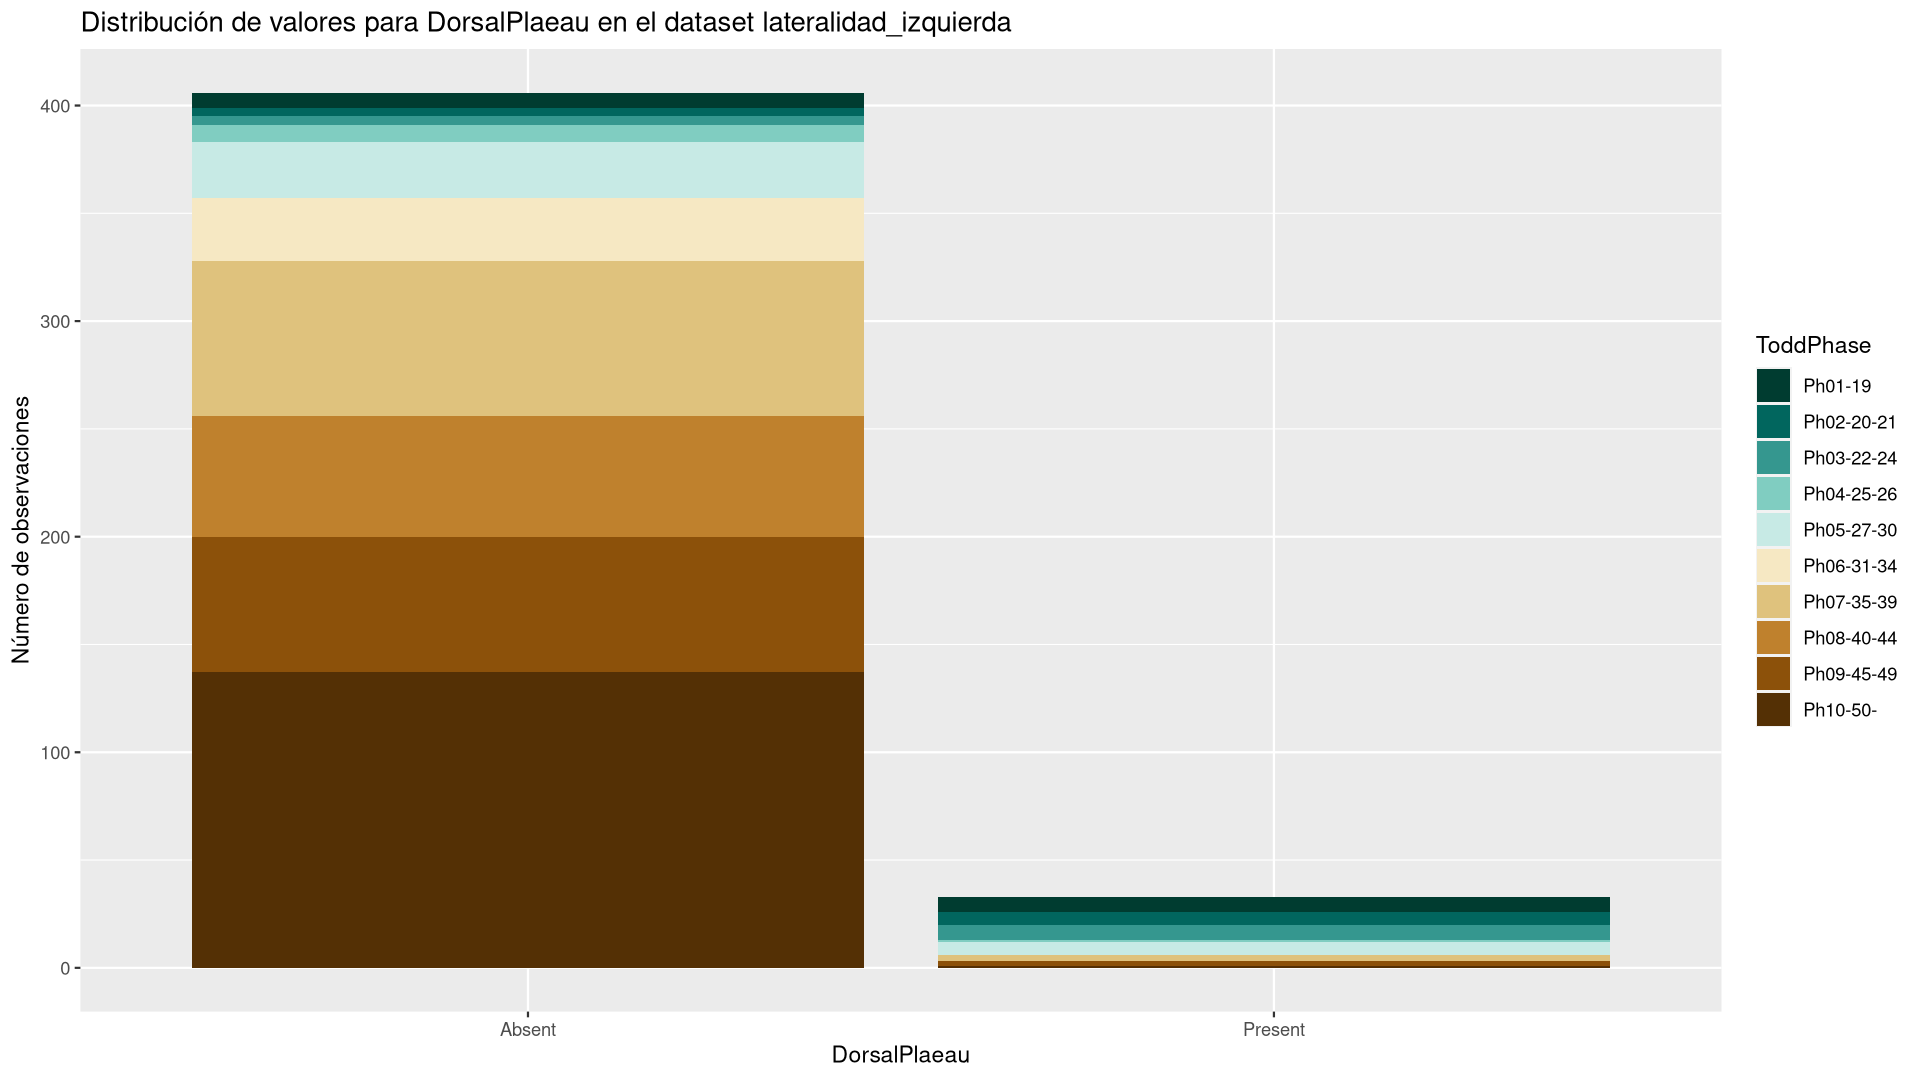 Distribución de valores para DorsalPlaeau en el dataset lateralidad_izquierda
Número de observaciones
400
300
200
100
0
Absent
Present
DorsalPlaeau
ToddPhase
Ph01-19
Ph02-20-21
Ph03-22-24
Ph04-25-26
Ph05-27-30
Ph06-31-34
Ph07-35-39
Ph08-40-44
Ph09-45-49
Ph10-50-